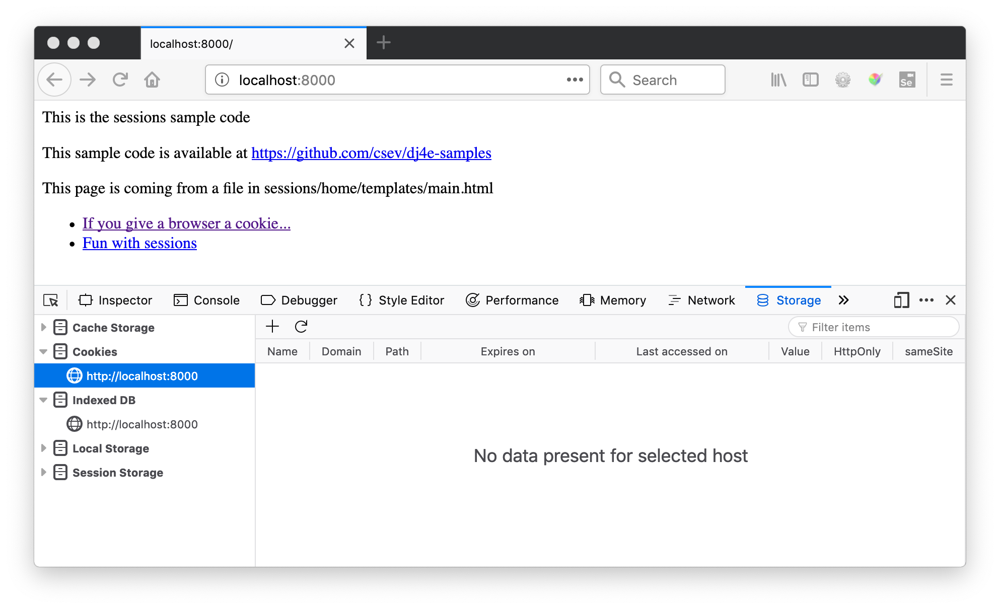 localhost:8000/
localhost:8000
Search
Se
This is the sessions sample code
This sample code is available at https://github.com/csev/dj4e-samples
This page is coming from a file in sessions/home/templates/main.html
If you give a browser a cookie...
Fun with sessions
Inspector Console Debugger { } Style Editor Performance Memory Network Storage
Cache Storage
Filter items
Cookies
Name Domain Path Expires on Last accessed on Value HttpOnly sameSite
http://localhost:8000
Indexed DB
http://localhost:8000
Local Storage
No data present for selected host
Session Storage